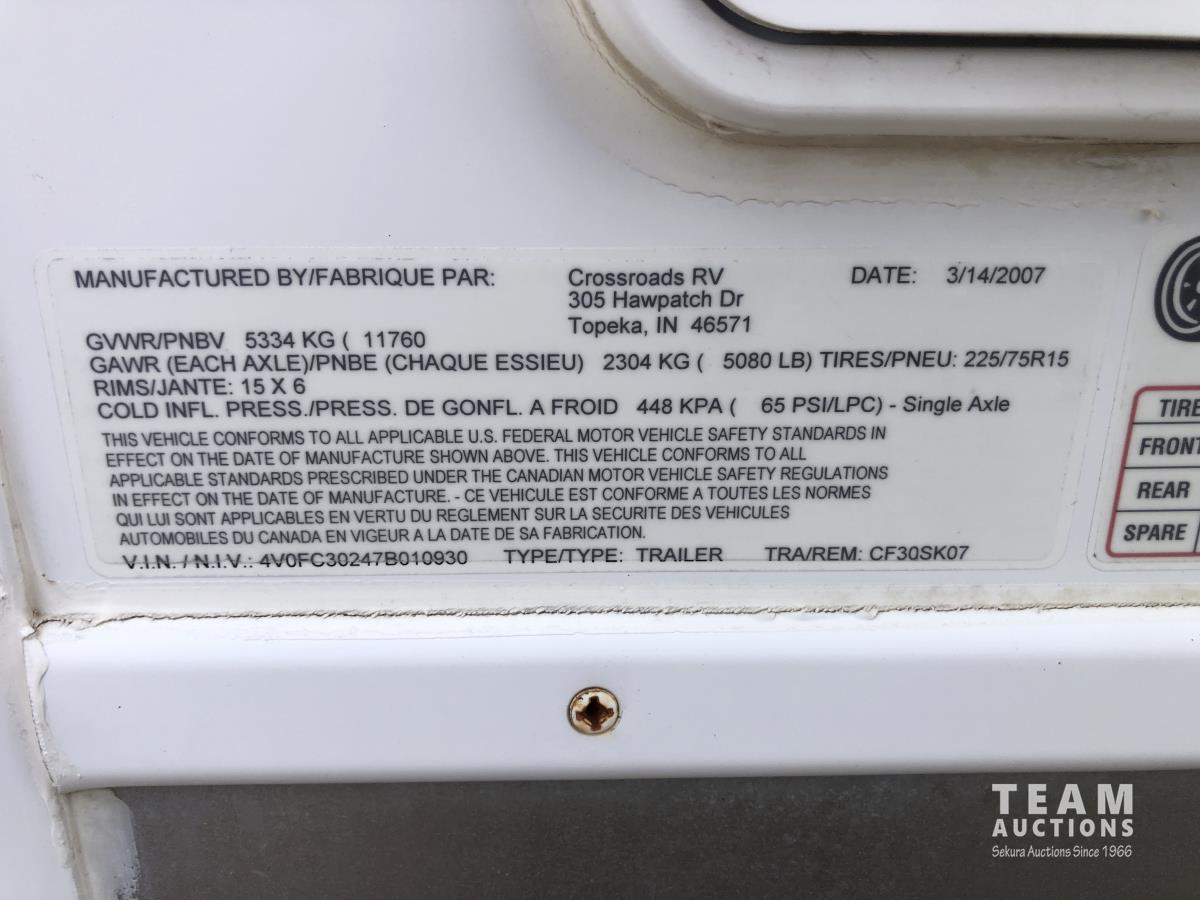 MANUFACTURED BY/FABRIQUE PAR: Crossroads RV DATE: 3/14/2007
305 Hawpatch Dr
Topeka, IN 46571
GVWR/PNBV 5334 KG ( 11760
GAWR (EACH AXLE)/PNBE (CHAQUE ESSIEU) 2304 KG ( 5080 LB) TIRES/PNEU: 225/75R15
RIMS/JANTE: 15 X 6
COLD INFL. PRESS./PRESS. DE GONFL. A FROID 448 KPA ( 65 PSI/LPC) - Single Axle
THIS VEHICLE CONFORMS TO ALL APPLICABLE U.S. FEDERAL MOTOR VEHICLE SAFETY STANDARDS IN
EFFECT ON THE DATE OF MANUFACTURE SHOWN ABOVE. THIS VEHICLE CONFORMS TO ALL
APPLICABLE STANDARDS PRESCRIBED UNDER THE CANADIAN MOTOR VEHICLE SAFETY REGULATIONS
IN EFFECT ON THE DATE OF MANUFACTURE. - CE VEHICULE EST CONFORME A TOUTES LES NORMES
QUI LUI SONT APPLICABLES EN VERTU DU REGLEMENT SUR LA SECURITE DES VEHICULES
AUTOMOBILES DU CANADA EN VIGEUR A LA DATE DE SA FABRICATION.
V.I.N. / N.I.V.: 4V0FC30247B010930 TYPE/TYPE: TRAILER TRA/REM: CF30SK07
TIRE
FRONT
REAR
SPARE
TEAM
AUCTIONS
Sekura Auctions Since 1966